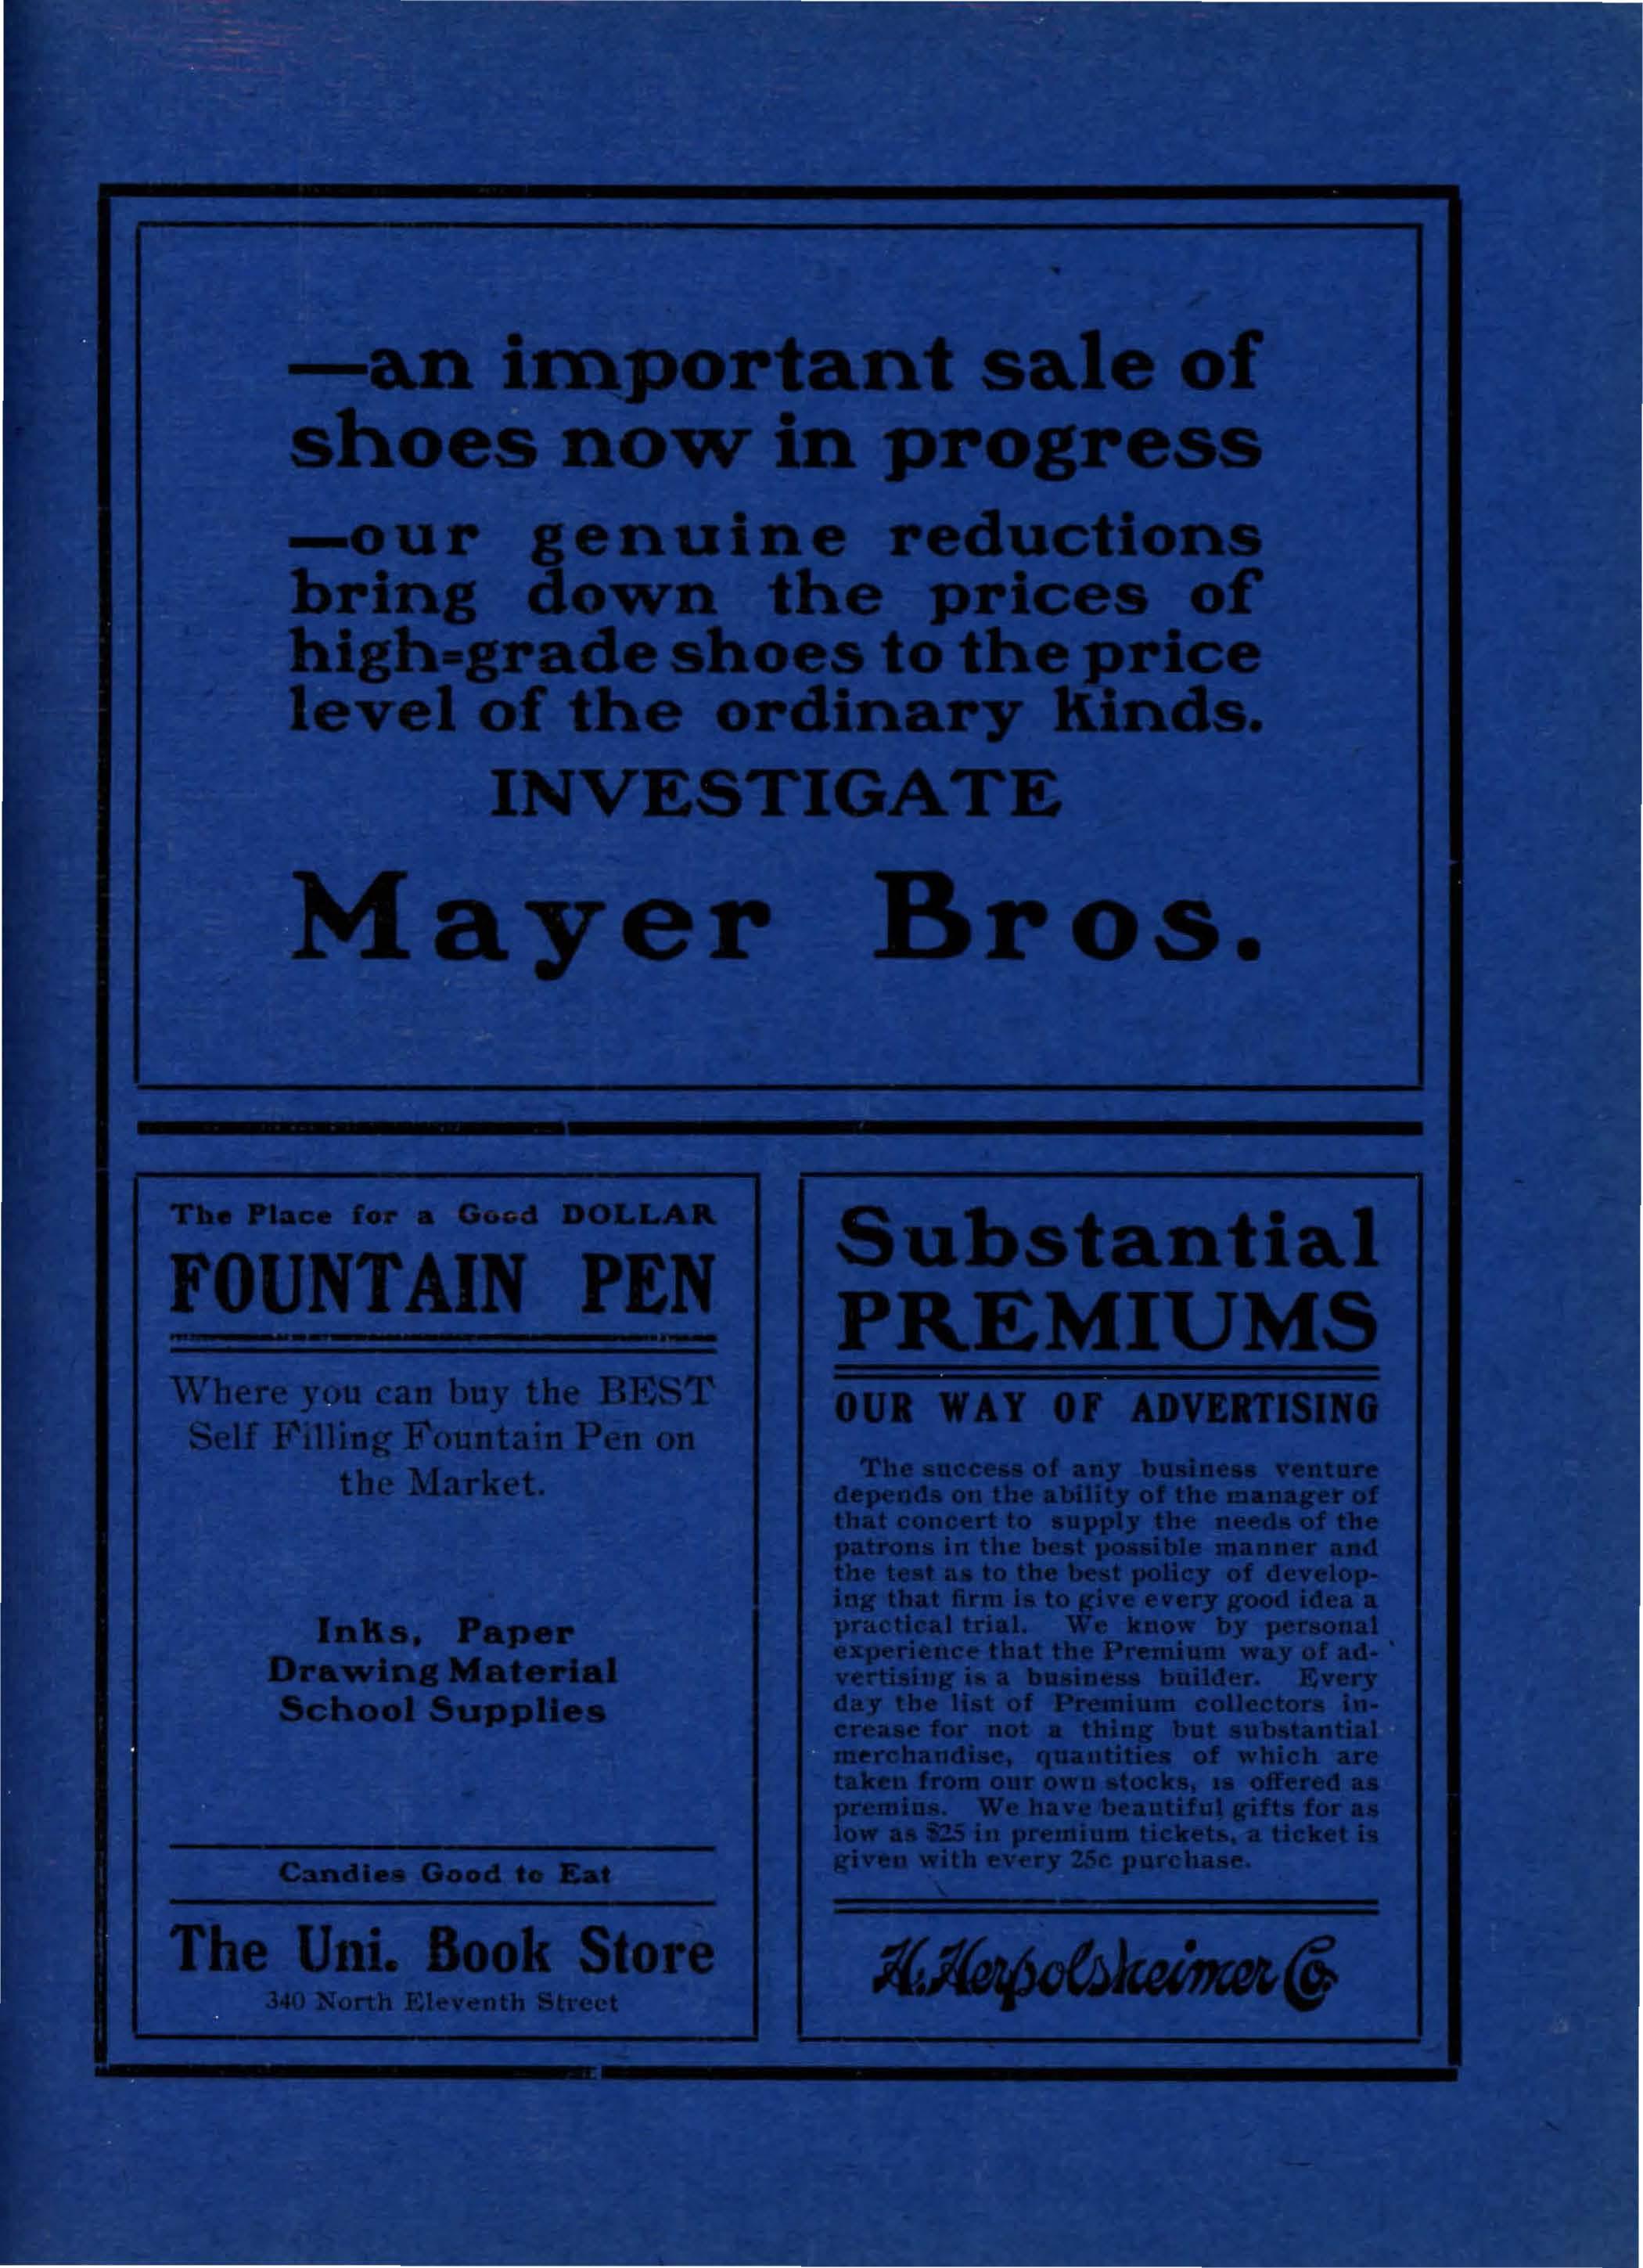 —an important sale of
shoes now in progress
—our genuine reductions
bring down the prices of
high-grade shoes to the price
level of the ordinary kinds.
INVESTIGATE
Mayer Bros.
The Place for a Good DOLLAR
FOUNTAIN PEN
Where you can buy the BEST
Self Filling Fountain Pen on
the Market.
Inks, Paper
Drawing Material
School Supplies
Candies Good to Eat
The Uni. Book Store
340 North Eleventh Street
Substantial
PREMIUMS
OUR WAY OF ADVERTISING
The success of any business venture
depends on the ability of the manager of
that concert to supply the needs of the
patrons in the best possible manner and
the test as to the best policy of develop-
ing that firm is to give every good idea a
practical trial. We know by personal
experience that the Premium way of ad-
vertising is a business builder. Every
day the list of Premium collectors in-
crease for not a thing but substantial
merchandise, quantities of which are
taken from our own stocks, is offered as
premius. We have beautiful gifts for as
low as $25 in premium tickets, a ticket is
given with every 25c purchase.
H. Herpolsheimer Co.